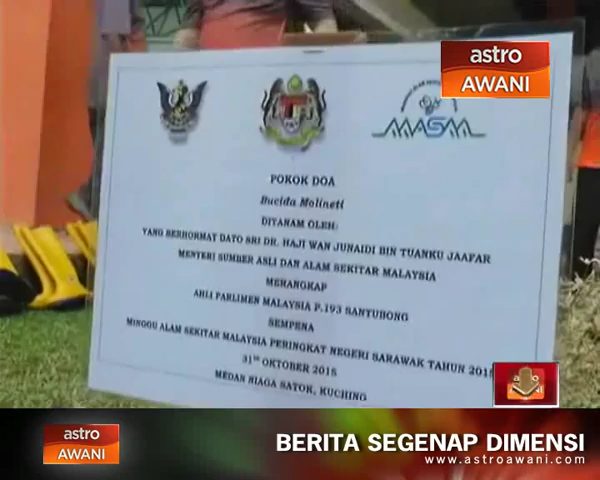 astro
AWANI
MASM
POKOK DOA
Bucida Molineti
DITANAM OLEH:
YANG BERHORMAT DATO SRI DR. HAJI WAN JUNAIDI BIN TUANKU JAAFAR
MENTERI SUMBER ASLI DAN ALAM SEKITAR MALAYSIA
MERANGKAP
AHLI PARLIMEN MALAYSIA P.193 SANTUBONG
SEMPENA
MINGGU ALAM SEKITAR MALAYSIA PERINGKAT NEGERI SARAWAK TAHUN 2015
31ST OKTOBER 2015
MEDAN NIAGA SATOK, KUCHING
astro
AWANI
BERITA SEGENAP DIMENSI
www.astroawani.com